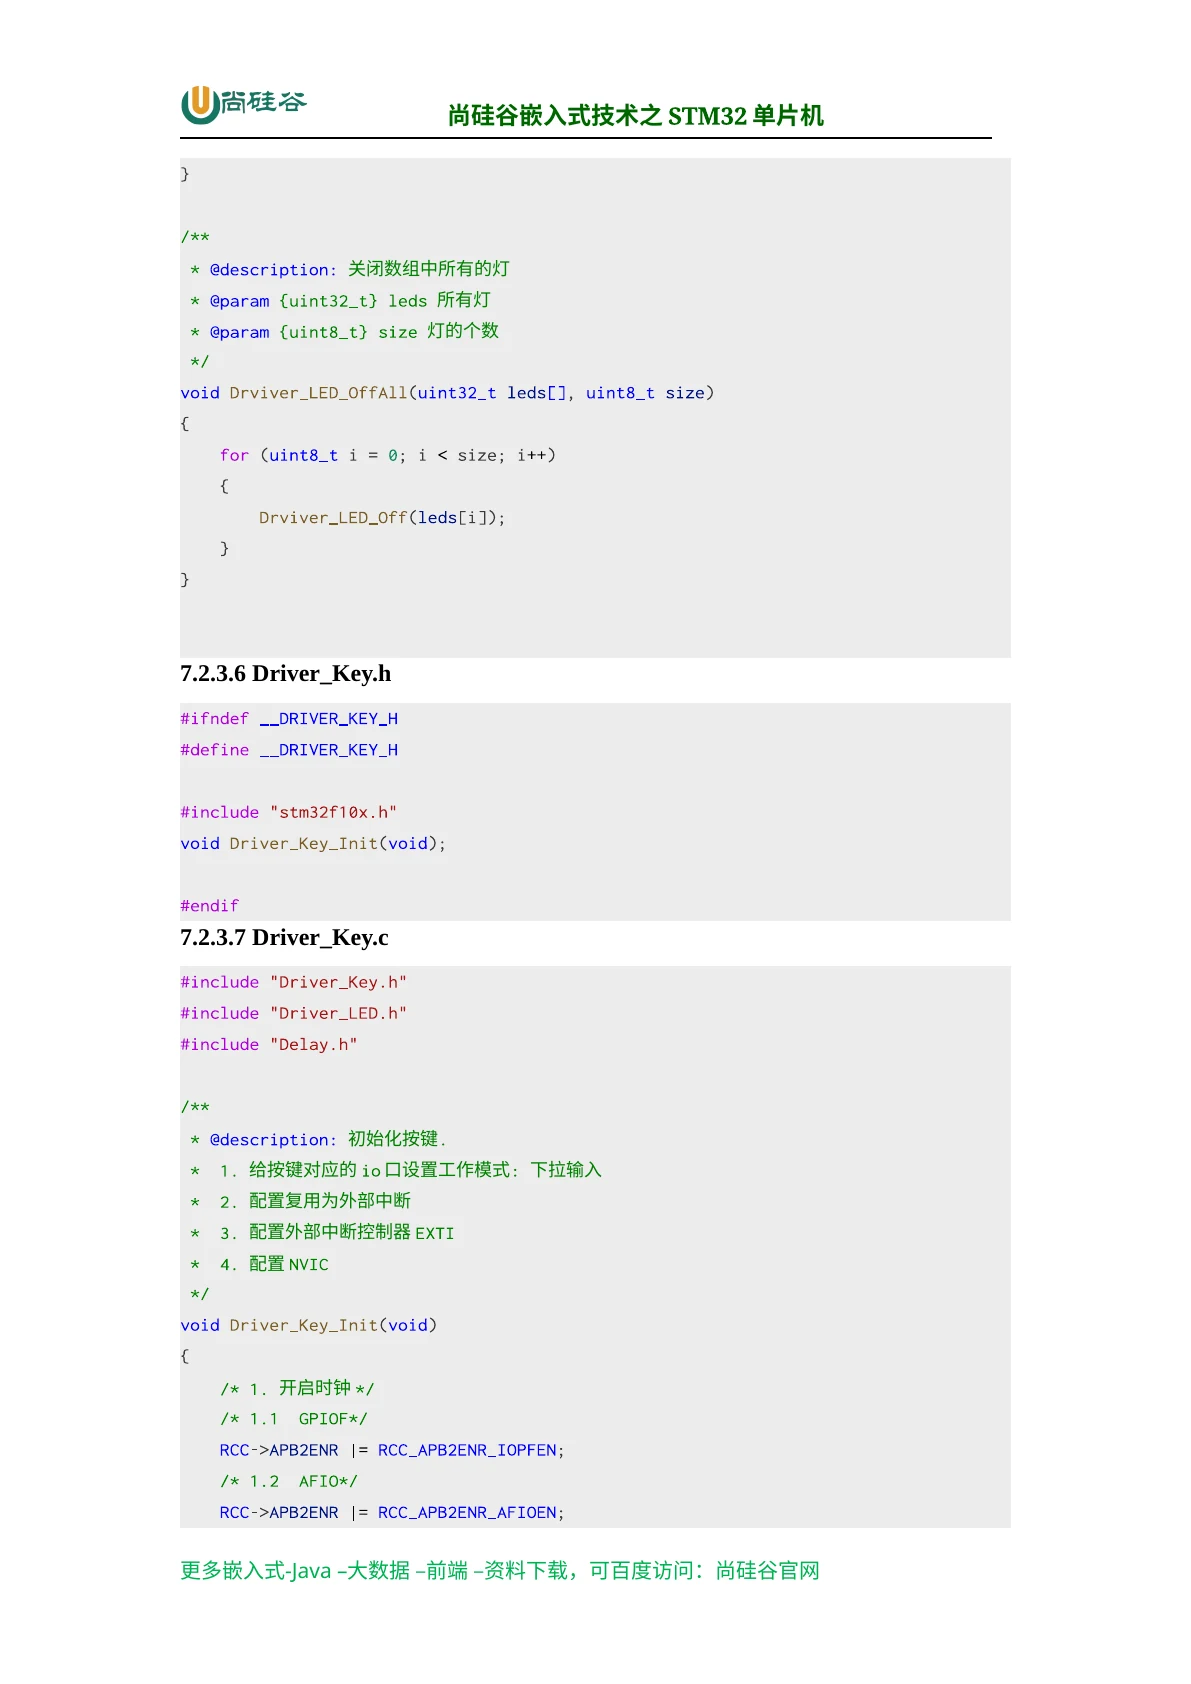 尚硅谷
尚硅谷嵌入式技术之 STM32 单片机
}

/**
 * @description: 关闭数组中所有的灯
 * @param {uint32_t} leds 所有灯
 * @param {uint8_t} size 灯的个数
 */
void Drviver_LED_OffAll(uint32_t leds[], uint8_t size)
{
    for (uint8_t i = 0; i < size; i++)
    {
        Drviver_LED_Off(leds[i]);
    }
}

7.2.3.6 Driver_Key.h
#ifndef __DRIVER_KEY_H
#define __DRIVER_KEY_H

#include "stm32f10x.h"
void Driver_Key_Init(void);

#endif
7.2.3.7 Driver_Key.c
#include "Driver_Key.h"
#include "Driver_LED.h"
#include "Delay.h"

/**
 * @description: 初始化按键.
 *  1. 给按键对应的 io 口设置工作模式: 下拉输入
 *  2. 配置复用为外部中断
 *  3. 配置外部中断控制器 EXTI
 *  4. 配置 NVIC
 */
void Driver_Key_Init(void)
{
    /* 1. 开启时钟 */
    /* 1.1  GPIOF*/
    RCC->APB2ENR |= RCC_APB2ENR_IOPFEN;
    /* 1.2  AFIO*/
    RCC->APB2ENR |= RCC_APB2ENR_AFIOEN;
更多嵌入式-Java –大数据 –前端 –资料下载，可百度访问：尚硅谷官网